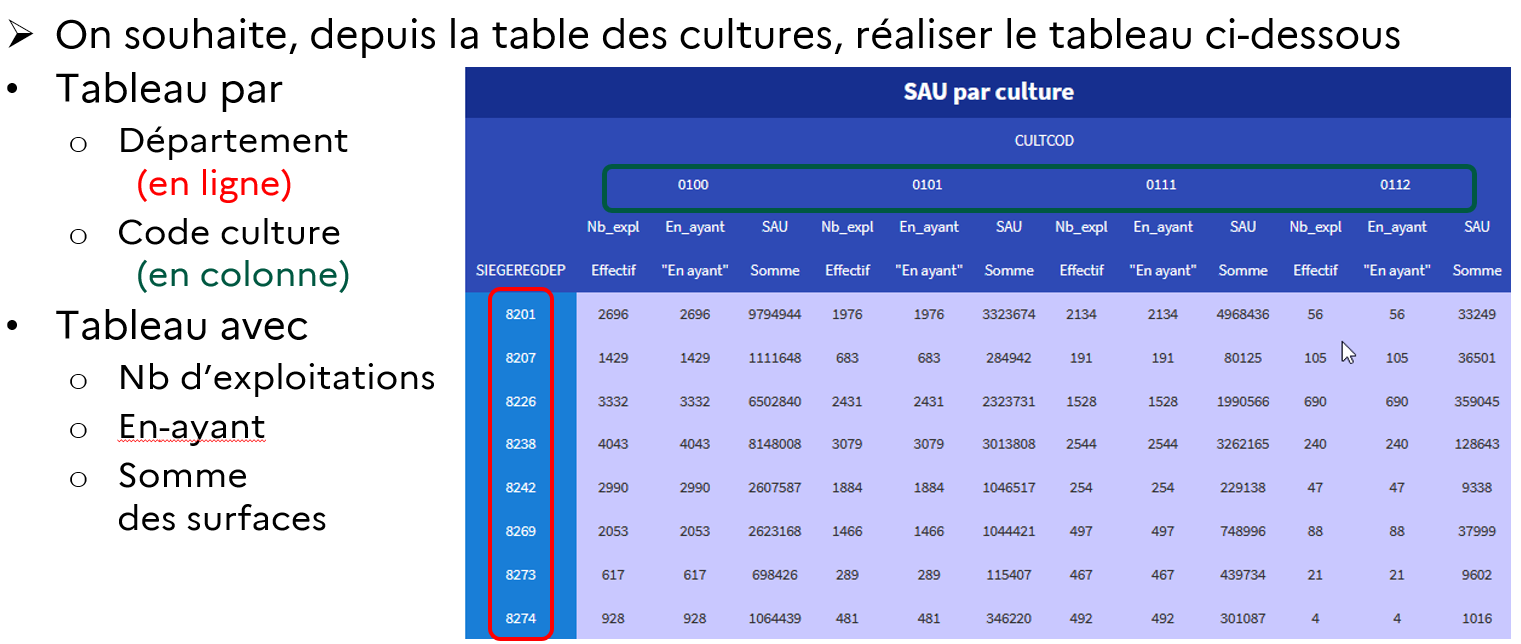 ➢ On souhaite, depuis la table des cultures, réaliser le tableau ci-dessous
• Tableau par
o Département
(en ligne)
o Code culture
(en colonne)
• Tableau avec
o Nb d’exploitations
o En-ayant
o Somme
des surfaces
SAU par culture
CULTCOD
0100 0101 0111 0112
Nb_expl En_ayant SAU Nb_expl En_ayant SAU Nb_expl En_ayant SAU Nb_expl En_ayant SAU
SIEGEREGDEP Effectif "En ayant" Somme Effectif "En ayant" Somme Effectif "En ayant" Somme Effectif "En ayant" Somme
8201 2696 2696 9794944 1976 1976 3323674 2134 2134 4968436 56 56 33249
8207 1429 1429 1111648 683 683 284942 191 191 80125 105 105 36501
8226 3332 3332 6502840 2431 2431 2323731 1528 1528 1990566 690 690 359045
8238 4043 4043 8148008 3079 3079 3013808 2544 2544 3262165 240 240 128643
8242 2990 2990 2607587 1884 1884 1046517 254 254 229138 47 47 9338
8269 2053 2053 2623168 1466 1466 1044421 497 497 748996 88 88 37999
8273 617 617 698426 289 289 115407 467 467 439734 21 21 9602
8274 928 928 1064439 481 481 346220 492 492 301087 4 4 1016